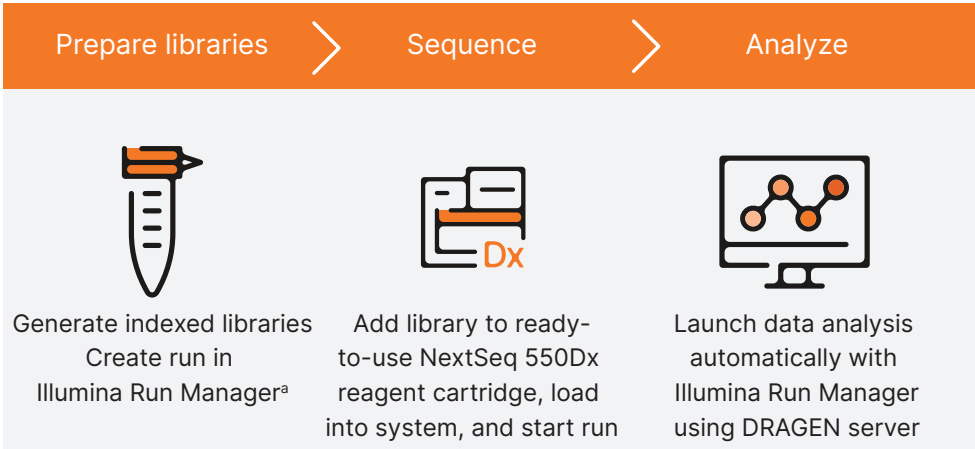 Prepare libraries
Sequence
Analyze
Dx
Generate indexed libraries
Create run in
Illumina Run Managerᵃ
Add library to ready-
to-use NextSeq 550Dx
reagent cartridge, load
into system, and start run
Launch data analysis
automatically with
Illumina Run Manager
using DRAGEN server